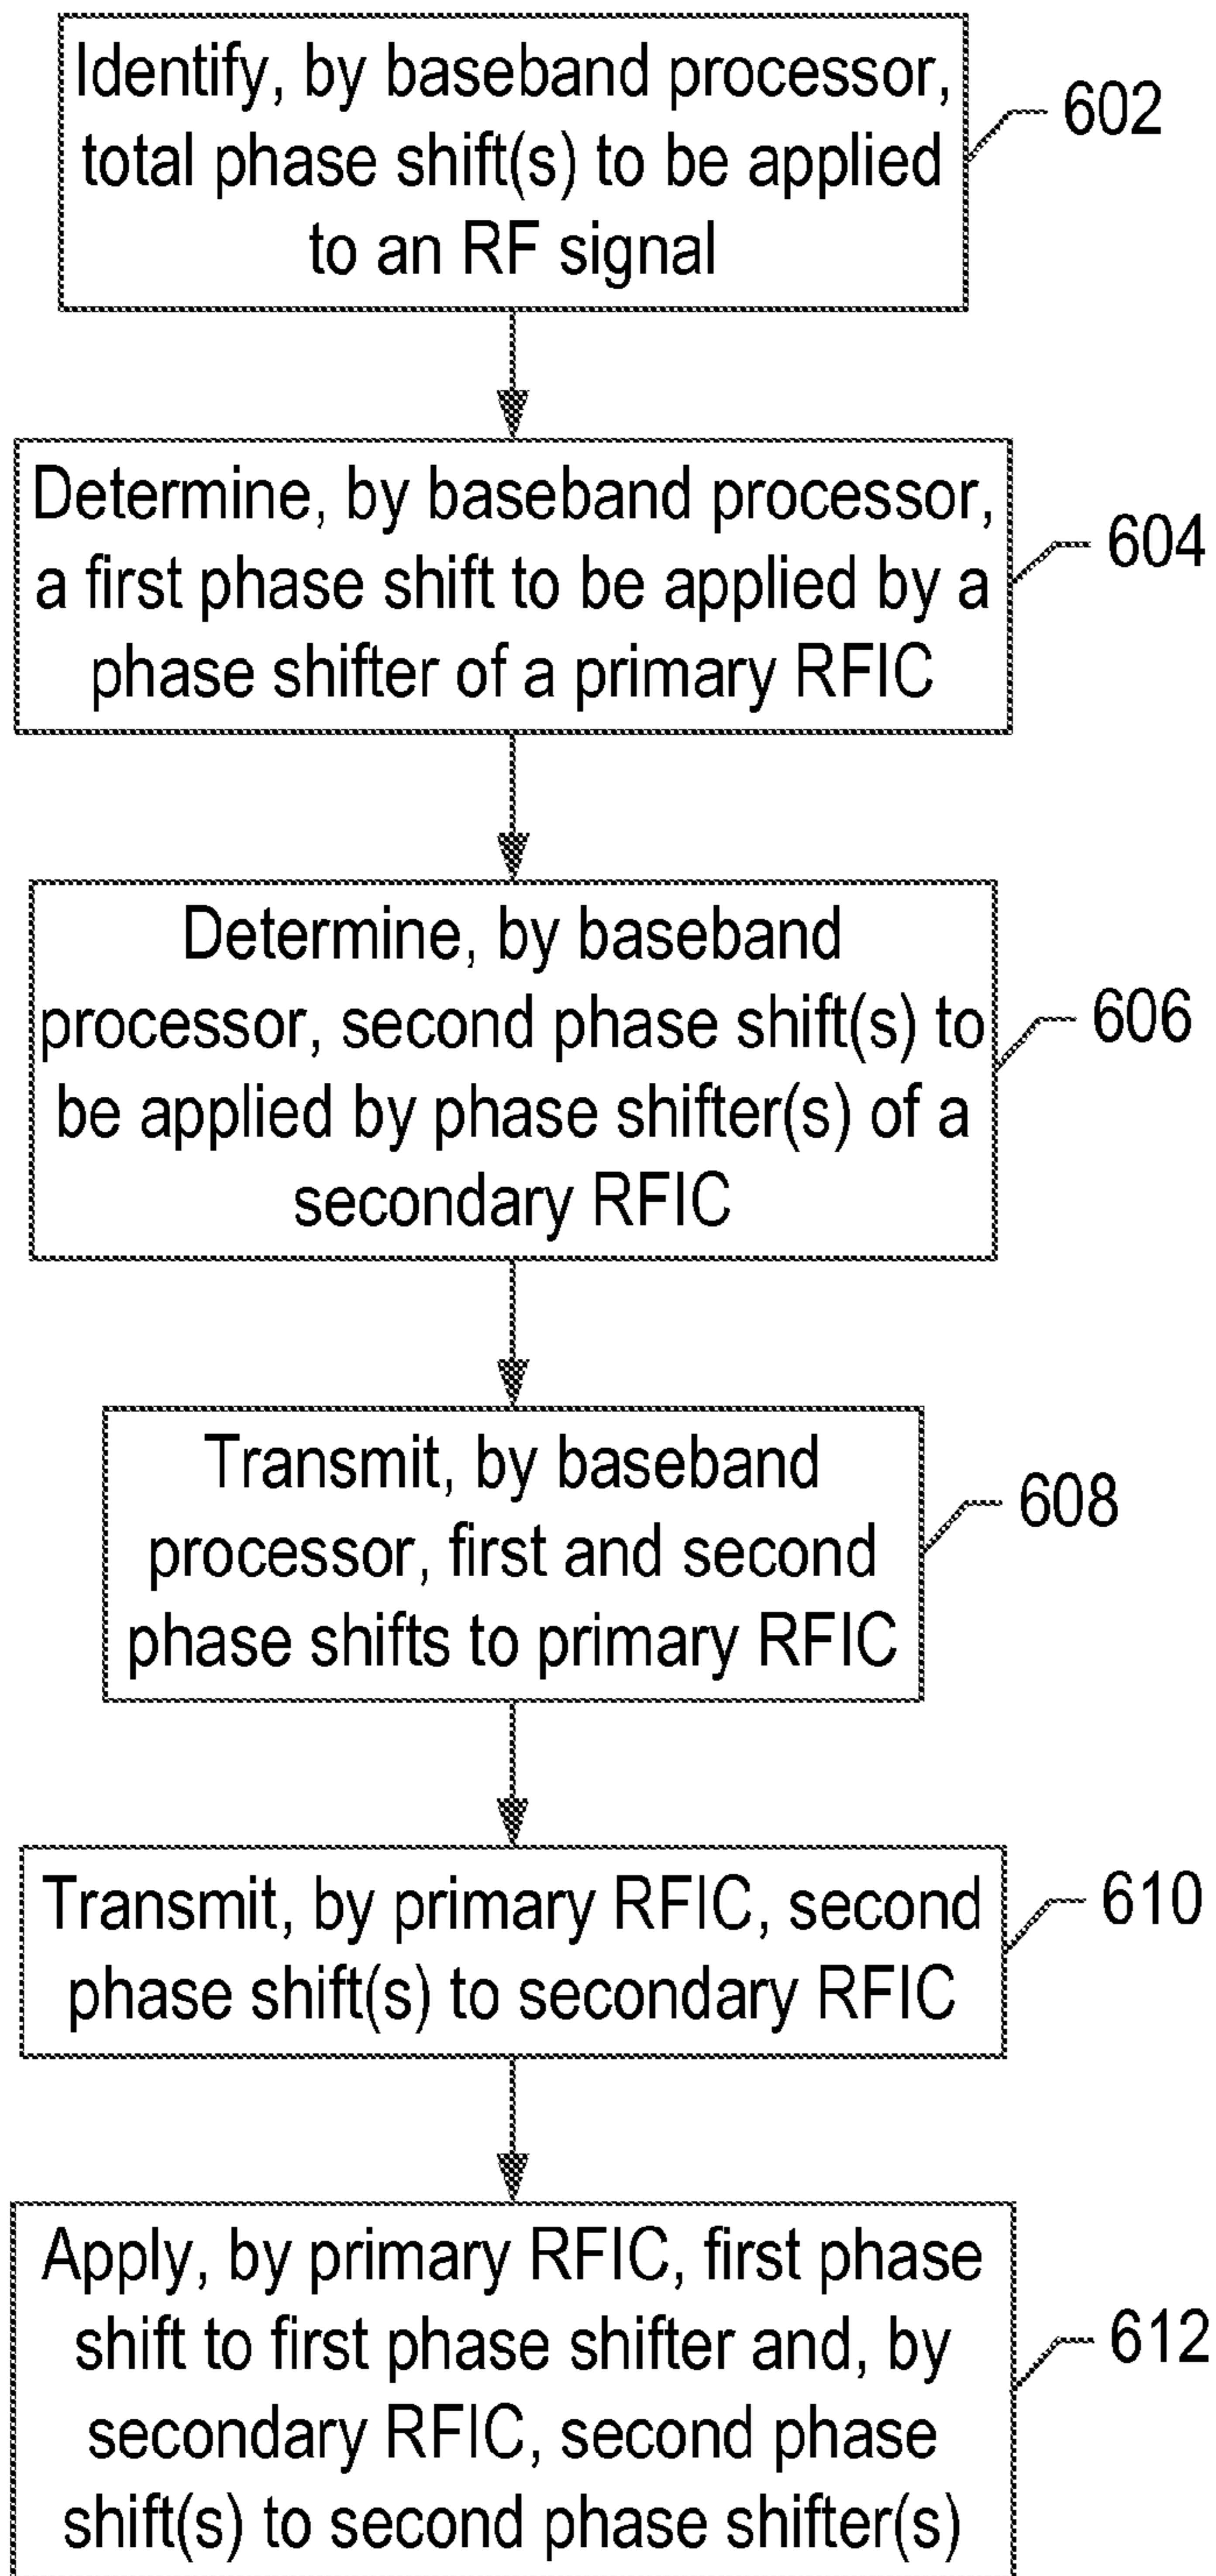 Identify, by baseband processor,
total phase shift(s) to be applied
to an RF signal
602
Determine, by baseband processor,
a first phase shift to be applied by a
phase shifter of a primary RFIC
604
Determine, by baseband
processor, second phase shift(s) to
be applied by phase shifter(s) of a
secondary RFIC
606
Transmit, by baseband
processor, first and second
phase shifts to primary RFIC
608
Transmit, by primary RFIC, second
phase shift(s) to secondary RFIC
610
Apply, by primary RFIC, first phase
shift to first phase shifter and, by
secondary RFIC, second phase
shift(s) to second phase shifter(s)
612